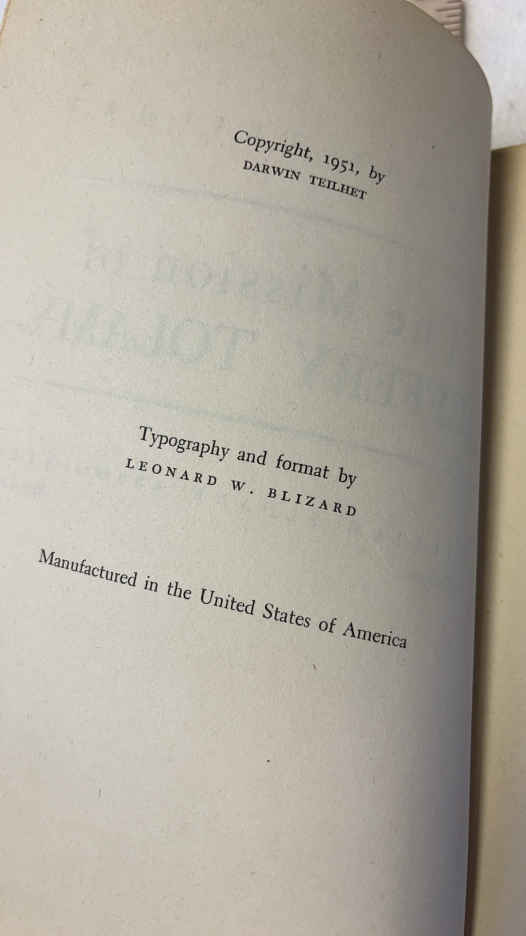 Copyright, 1951, by
DARWIN TEILHET
Typography and format by
LEONARD W. BLIZARD
Manufactured in the United States of America